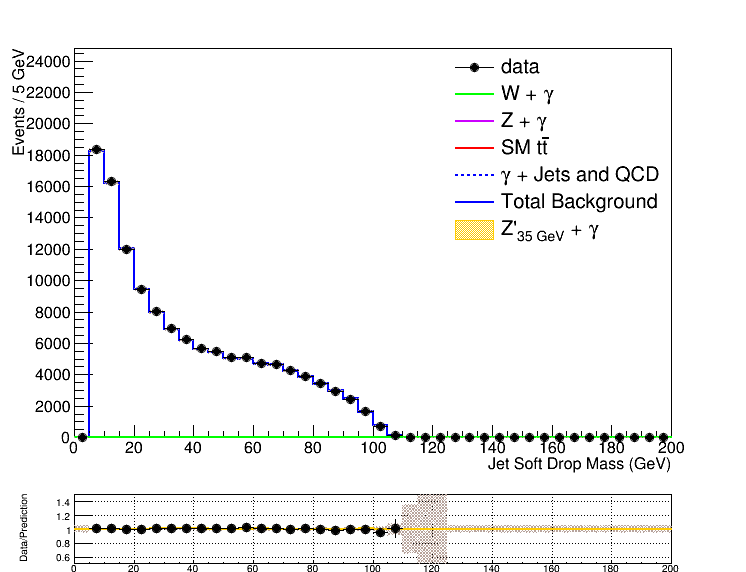 Events / 5 GeV
24000
22000
20000
18000
16000
14000
12000
10000
8000
6000
4000
2000
0
data
W + γ
Z + γ
SM tt̄
γ + Jets and QCD
Total Background
Z'35 GeV + γ
0 20 40 60 80 100 120 140 160 180 200
Jet Soft Drop Mass (GeV)
Data/Prediction
1.4
1.2
1
0.8
0.6
0 20 40 60 80 100 120 140 160 180 200